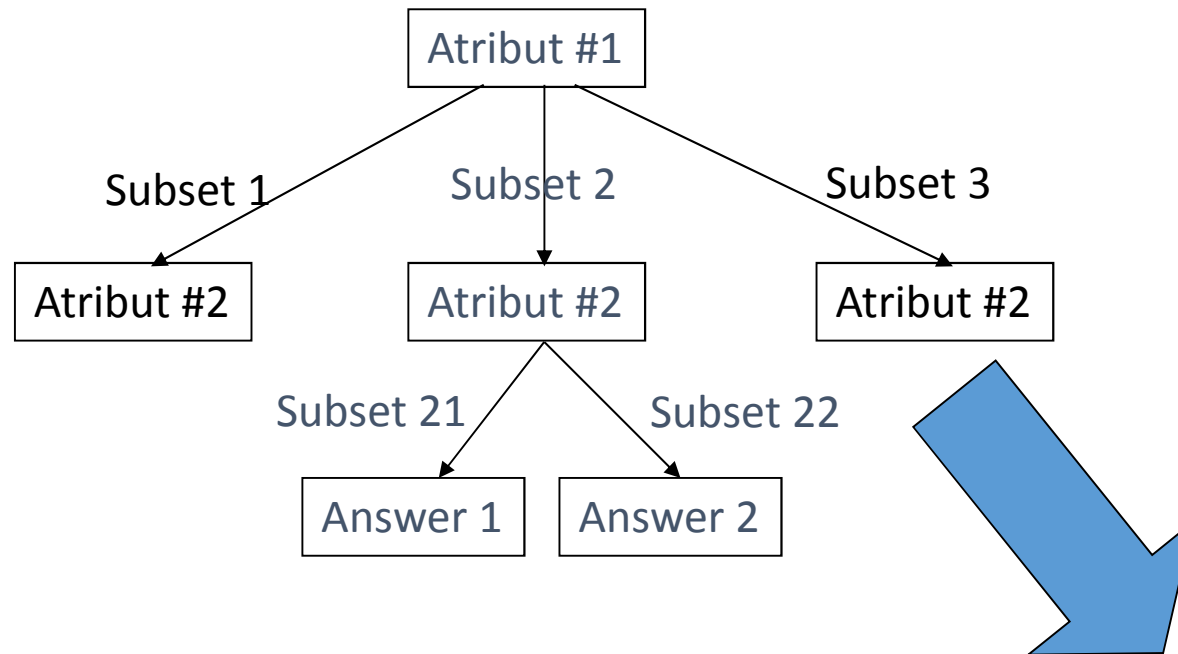 Atribut #1
Subset 1
Subset 2
Subset 3
Atribut #2
Atribut #2
Atribut #2
Subset 21
Subset 22
Answer 1
Answer 2